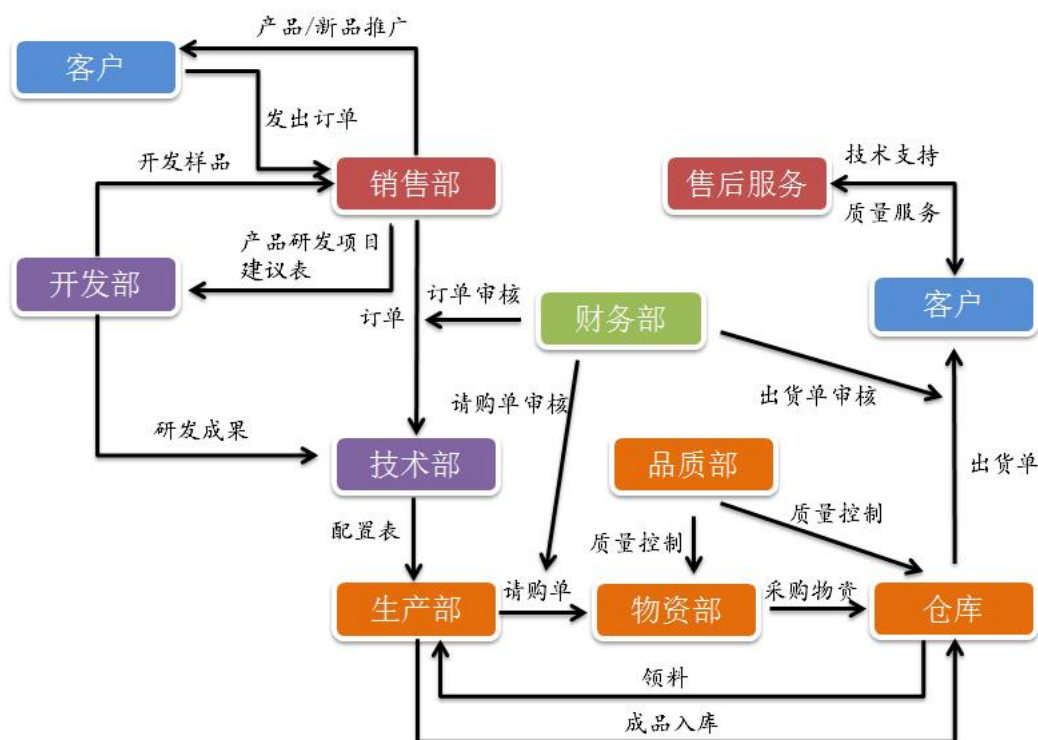 产品/新品推广
客户
发出订单
开发样品
销售部
售后服务
技术支持
质量服务
产品研发项目
建议表
开发部
订单审核
订单
财务部
客户
请购单审核
出货单审核
研发成果
技术部
品质部
出货单
配置表
质量控制
质量控制
生产部
请购单
物资部
采购物资
仓库
领料
成品入库